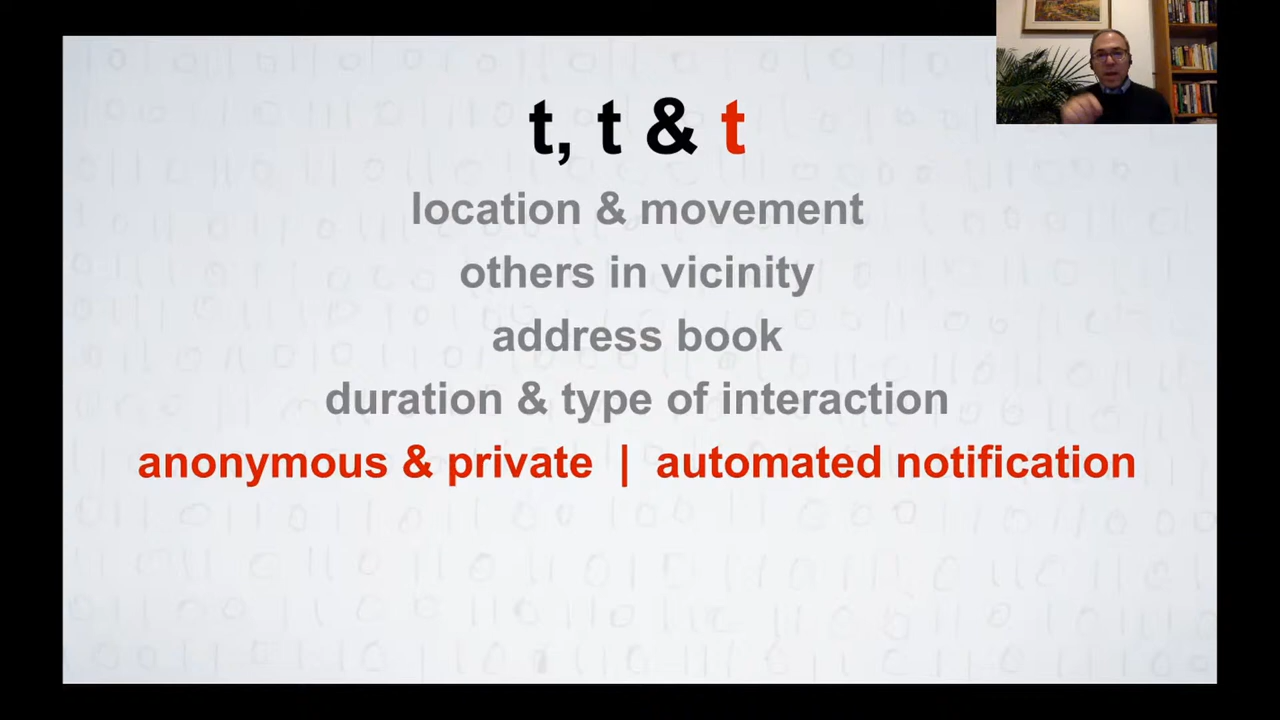 t, t & t
location & movement
others in vicinity
address book
duration & type of interaction
anonymous & private | automated notification